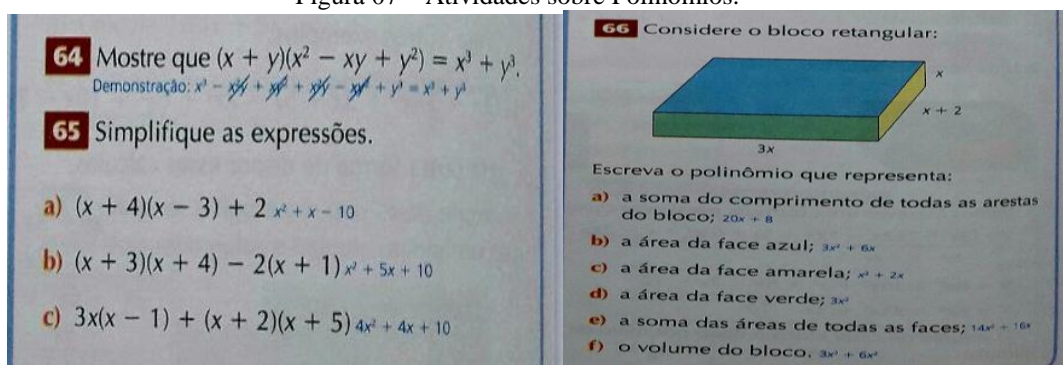 Figura 67 – Atividades sobre Polinômios.
64 Mostre que (x + y)(x² − xy + y²) = x³ + y³.
Demonstração: x³ − x²y + xy² + x²y − xy² + y³ = x³ + y³
65 Simplifique as expressões.
a) (x + 4)(x − 3) + 2 x² + x − 10
b) (x + 3)(x + 4) − 2(x + 1) x² + 5x + 10
c) 3x(x − 1) + (x + 2)(x + 5) 4x² + 4x + 10
66 Considere o bloco retangular:
x
x + 2
3x
Escreva o polinômio que representa:
a) a soma do comprimento de todas as arestas
do bloco; 20x + 8
b) a área da face azul; 3x² + 6x
c) a área da face amarela; x² + 2x
d) a área da face verde; 3x²
e) a soma das áreas de todas as faces; 14x² + 16x
f) o volume do bloco. 3x³ + 6x²